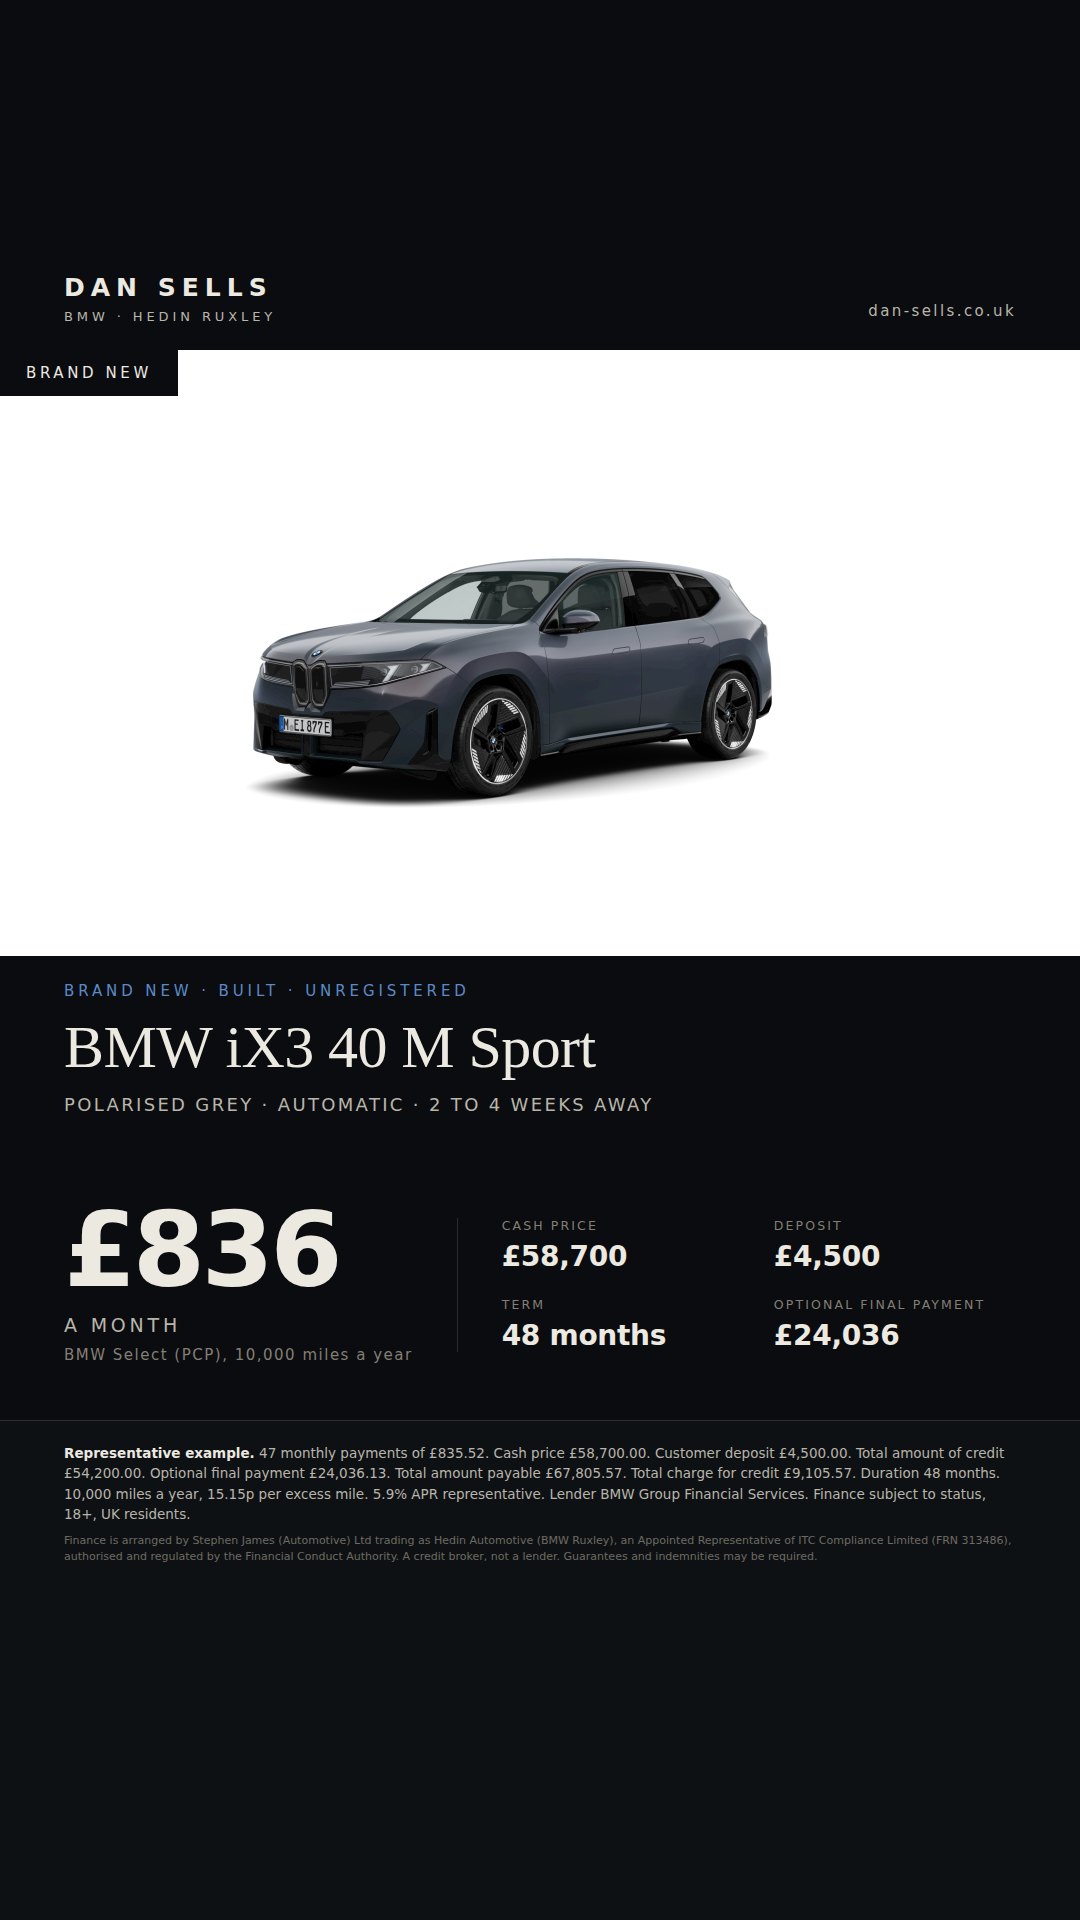 DAN SELLS
BMW · HEDIN RUXLEY
dan-sells.co.uk
BRAND NEW
M EI 877E
BRAND NEW · BUILT · UNREGISTERED
BMW iX3 40 M Sport
POLARISED GREY · AUTOMATIC · 2 TO 4 WEEKS AWAY
£836
A MONTH
BMW Select (PCP), 10,000 miles a year
CASH PRICE
£58,700
DEPOSIT
£4,500
TERM
48 months
OPTIONAL FINAL PAYMENT
£24,036
Representative example. 47 monthly payments of £835.52. Cash price £58,700.00. Customer deposit £4,500.00. Total amount of credit
£54,200.00. Optional final payment £24,036.13. Total amount payable £67,805.57. Total charge for credit £9,105.57. Duration 48 months.
10,000 miles a year, 15.15p per excess mile. 5.9% APR representative. Lender BMW Group Financial Services. Finance subject to status,
18+, UK residents.
Finance is arranged by Stephen James (Automotive) Ltd trading as Hedin Automotive (BMW Ruxley), an Appointed Representative of ITC Compliance Limited (FRN 313486),
authorised and regulated by the Financial Conduct Authority. A credit broker, not a lender. Guarantees and indemnities may be required.